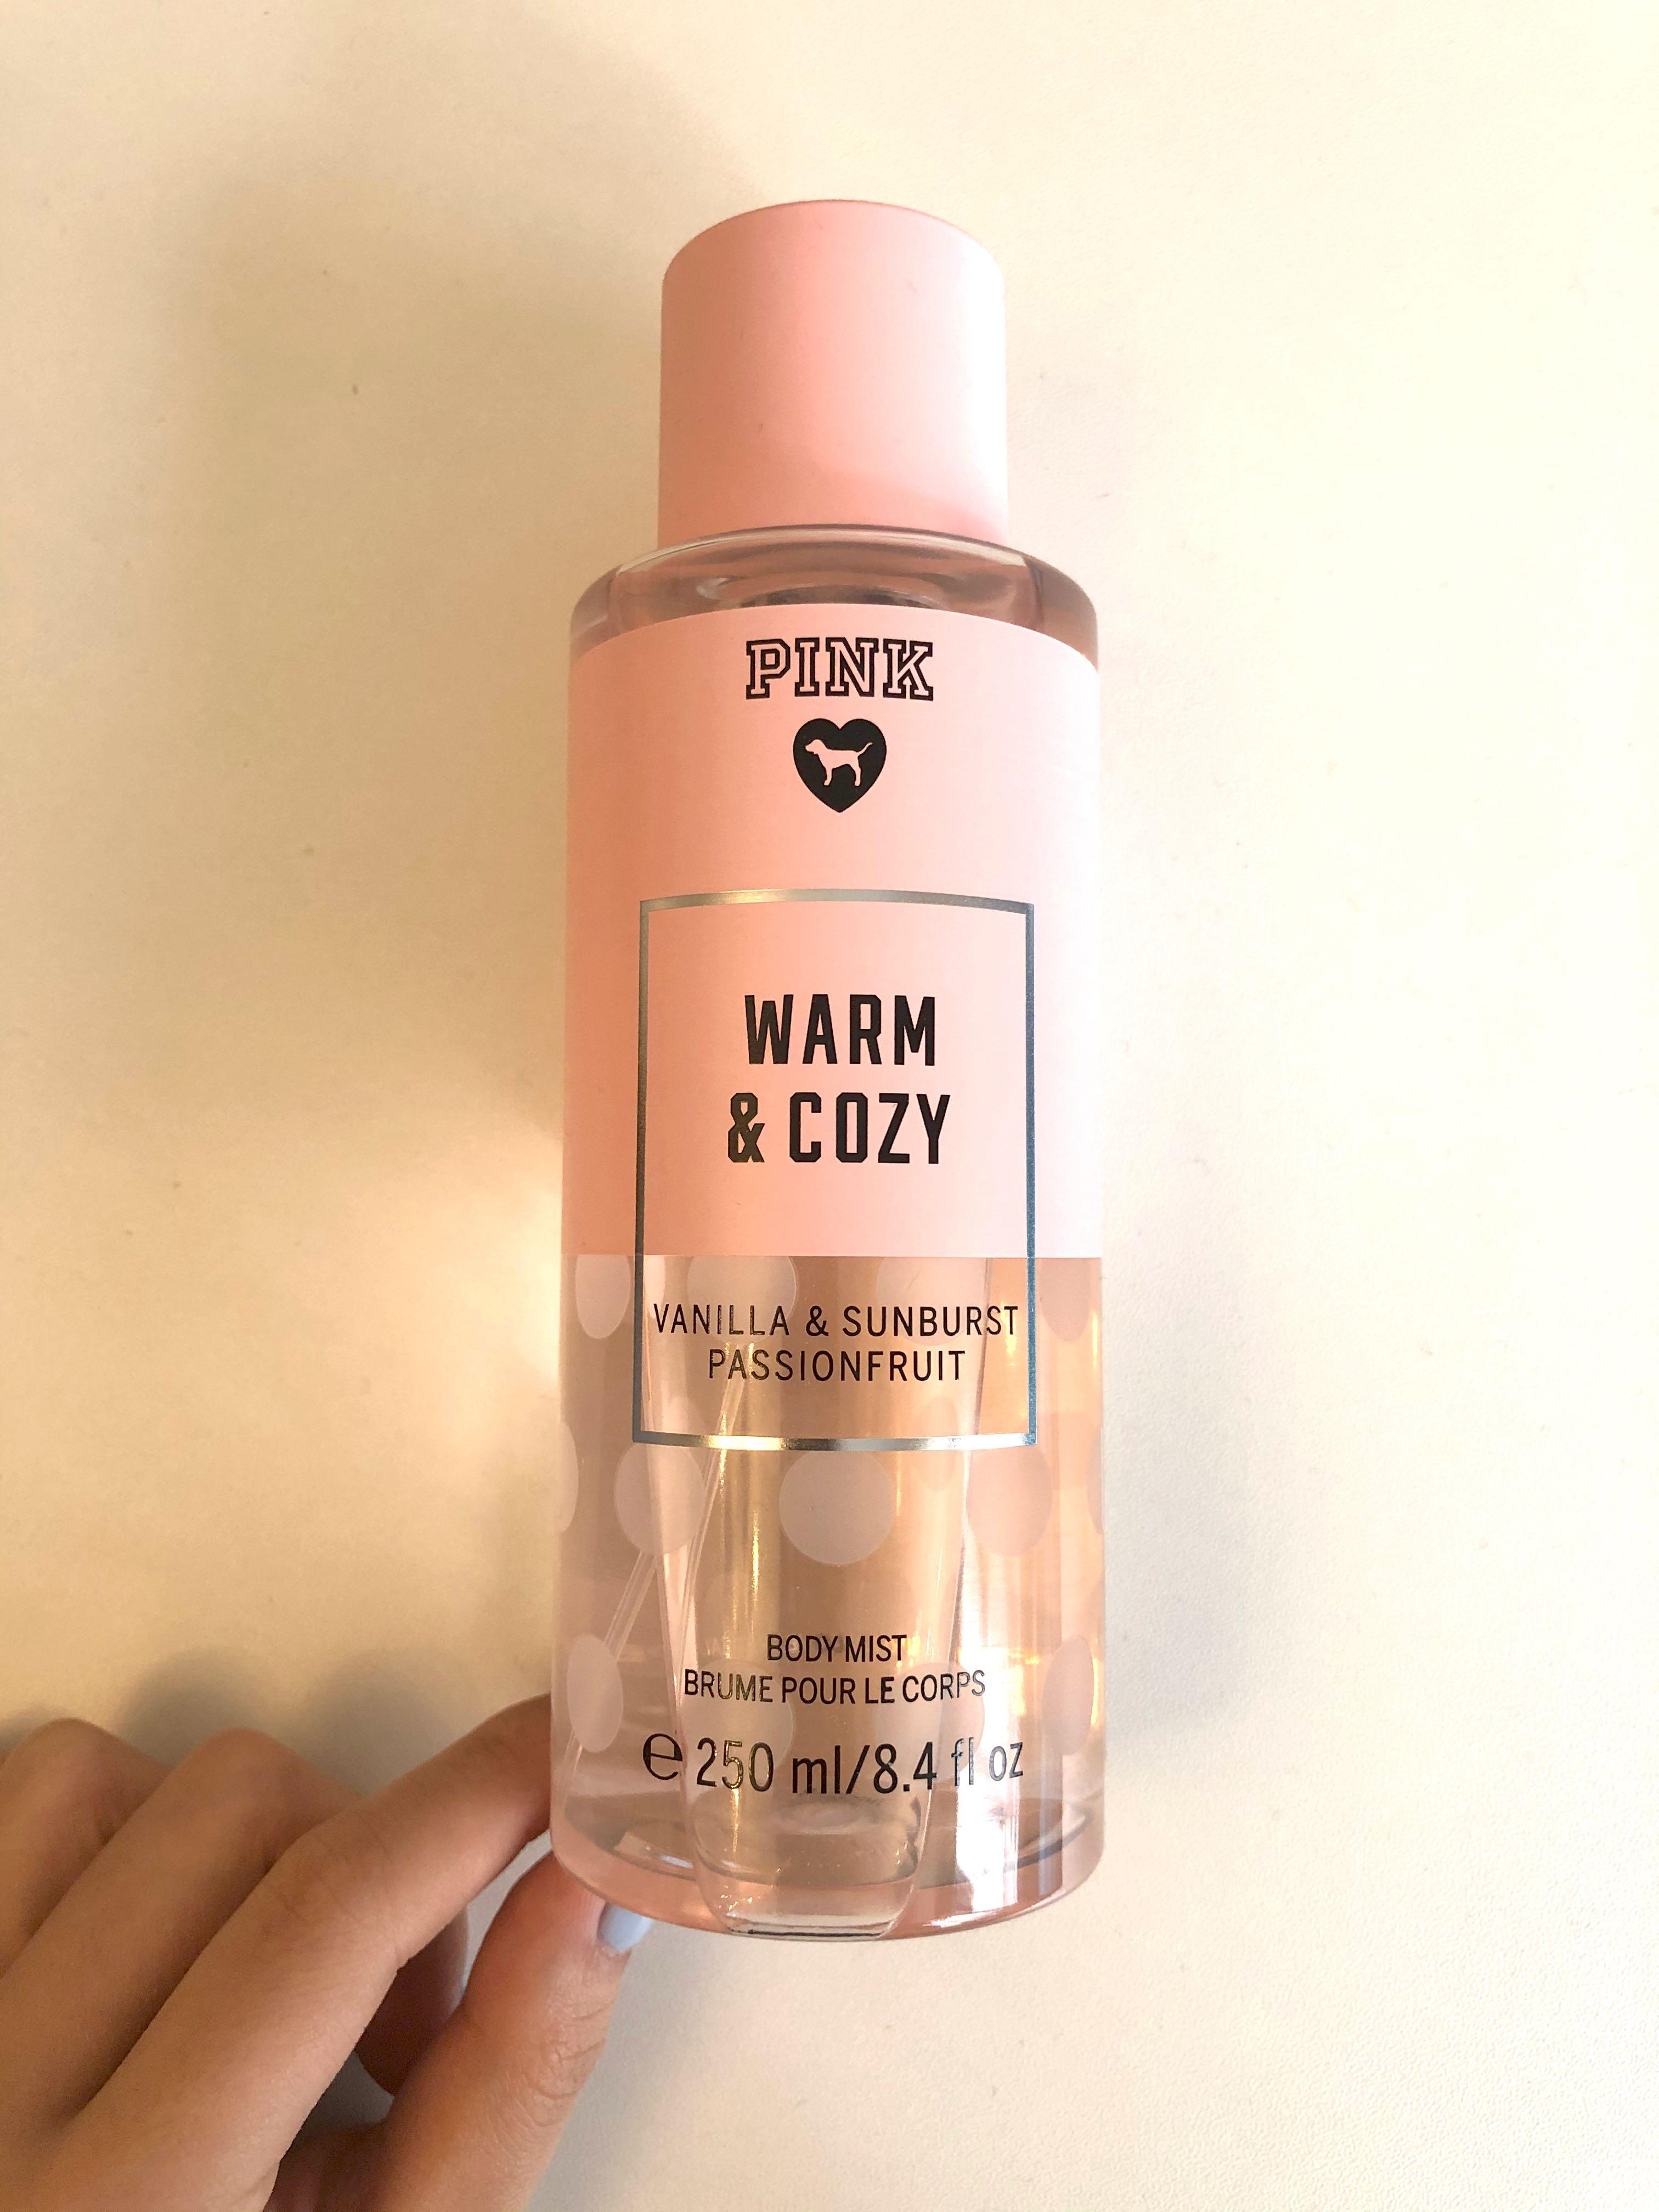 PINK
WARM
& COZY
VANILLA & SUNBURST
PASSIONFRUIT
BODY MIST
BRUME POUR LE CORPS
℮ 250 ml/8.4 fl oz